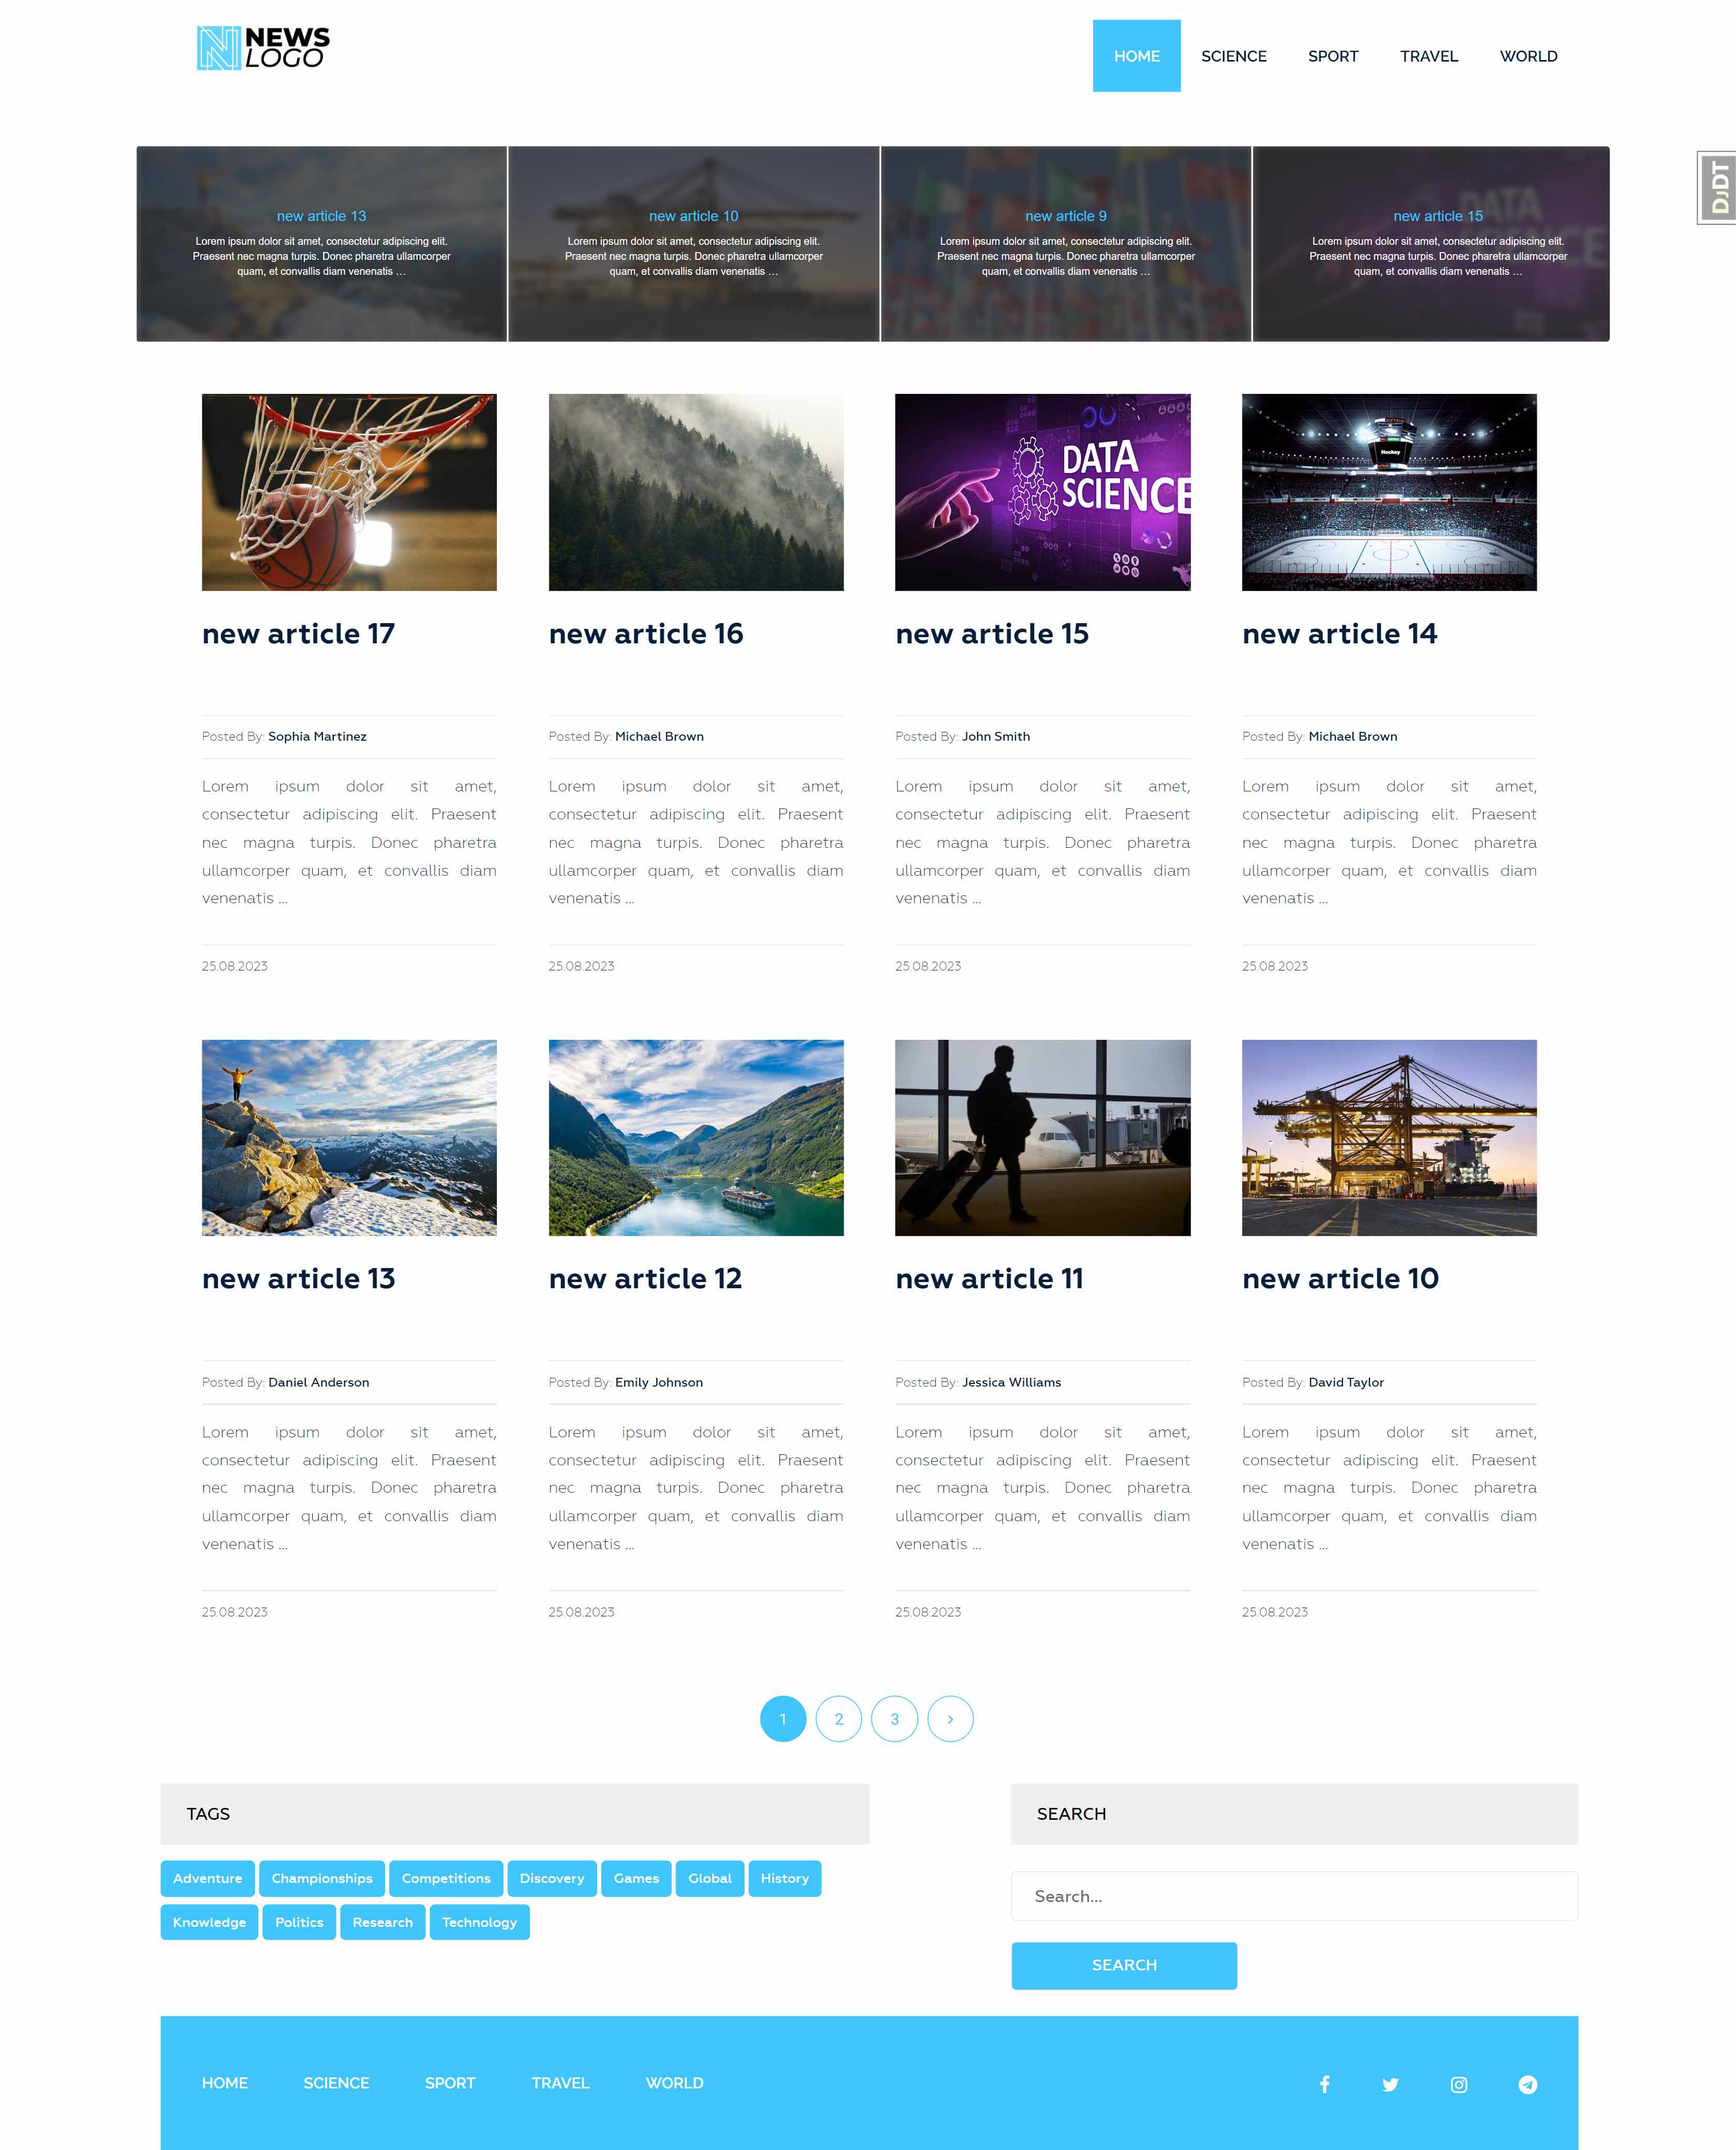 NEWS
LOGO
HOME SCIENCE SPORT TRAVEL WORLD
DJDT
new article 13
Lorem ipsum dolor sit amet, consectetur adipiscing elit.
Praesent nec magna turpis. Donec pharetra ullamcorper
quam, et convallis diam venenatis …
new article 10
Lorem ipsum dolor sit amet, consectetur adipiscing elit.
Praesent nec magna turpis. Donec pharetra ullamcorper
quam, et convallis diam venenatis …
new article 9
Lorem ipsum dolor sit amet, consectetur adipiscing elit.
Praesent nec magna turpis. Donec pharetra ullamcorper
quam, et convallis diam venenatis …
DATA
new article 15
Lorem ipsum dolor sit amet, consectetur adipiscing elit.
Praesent nec magna turpis. Donec pharetra ullamcorper
quam, et convallis diam venenatis …
DATA
SCIENCE
Hockey
new article 17
Posted By: Sophia Martinez
Lorem ipsum dolor sit amet,
consectetur adipiscing elit. Praesent
nec magna turpis. Donec pharetra
ullamcorper quam, et convallis diam
venenatis ...
25.08.2023
new article 16
Posted By: Michael Brown
Lorem ipsum dolor sit amet,
consectetur adipiscing elit. Praesent
nec magna turpis. Donec pharetra
ullamcorper quam, et convallis diam
venenatis ...
25.08.2023
new article 15
Posted By: John Smith
Lorem ipsum dolor sit amet,
consectetur adipiscing elit. Praesent
nec magna turpis. Donec pharetra
ullamcorper quam, et convallis diam
venenatis ...
25.08.2023
new article 14
Posted By: Michael Brown
Lorem ipsum dolor sit amet,
consectetur adipiscing elit. Praesent
nec magna turpis. Donec pharetra
ullamcorper quam, et convallis diam
venenatis ...
25.08.2023
new article 13
Posted By: Daniel Anderson
Lorem ipsum dolor sit amet,
consectetur adipiscing elit. Praesent
nec magna turpis. Donec pharetra
ullamcorper quam, et convallis diam
venenatis ...
25.08.2023
new article 12
Posted By: Emily Johnson
Lorem ipsum dolor sit amet,
consectetur adipiscing elit. Praesent
nec magna turpis. Donec pharetra
ullamcorper quam, et convallis diam
venenatis ...
25.08.2023
new article 11
Posted By: Jessica Williams
Lorem ipsum dolor sit amet,
consectetur adipiscing elit. Praesent
nec magna turpis. Donec pharetra
ullamcorper quam, et convallis diam
venenatis ...
25.08.2023
new article 10
Posted By: David Taylor
Lorem ipsum dolor sit amet,
consectetur adipiscing elit. Praesent
nec magna turpis. Donec pharetra
ullamcorper quam, et convallis diam
venenatis ...
25.08.2023
1 2 3 >
TAGS
Adventure Championships Competitions Discovery Games Global History
Knowledge Politics Research Technology
SEARCH
Search...
SEARCH
HOME SCIENCE SPORT TRAVEL WORLD